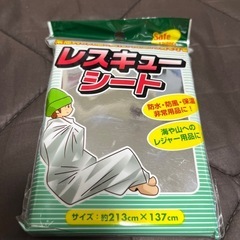 Safe
レスキュー
シート
防水・防風・保温
非常用品に！
海や山への
レジャー用品に
サイズ：約213cm×137cm